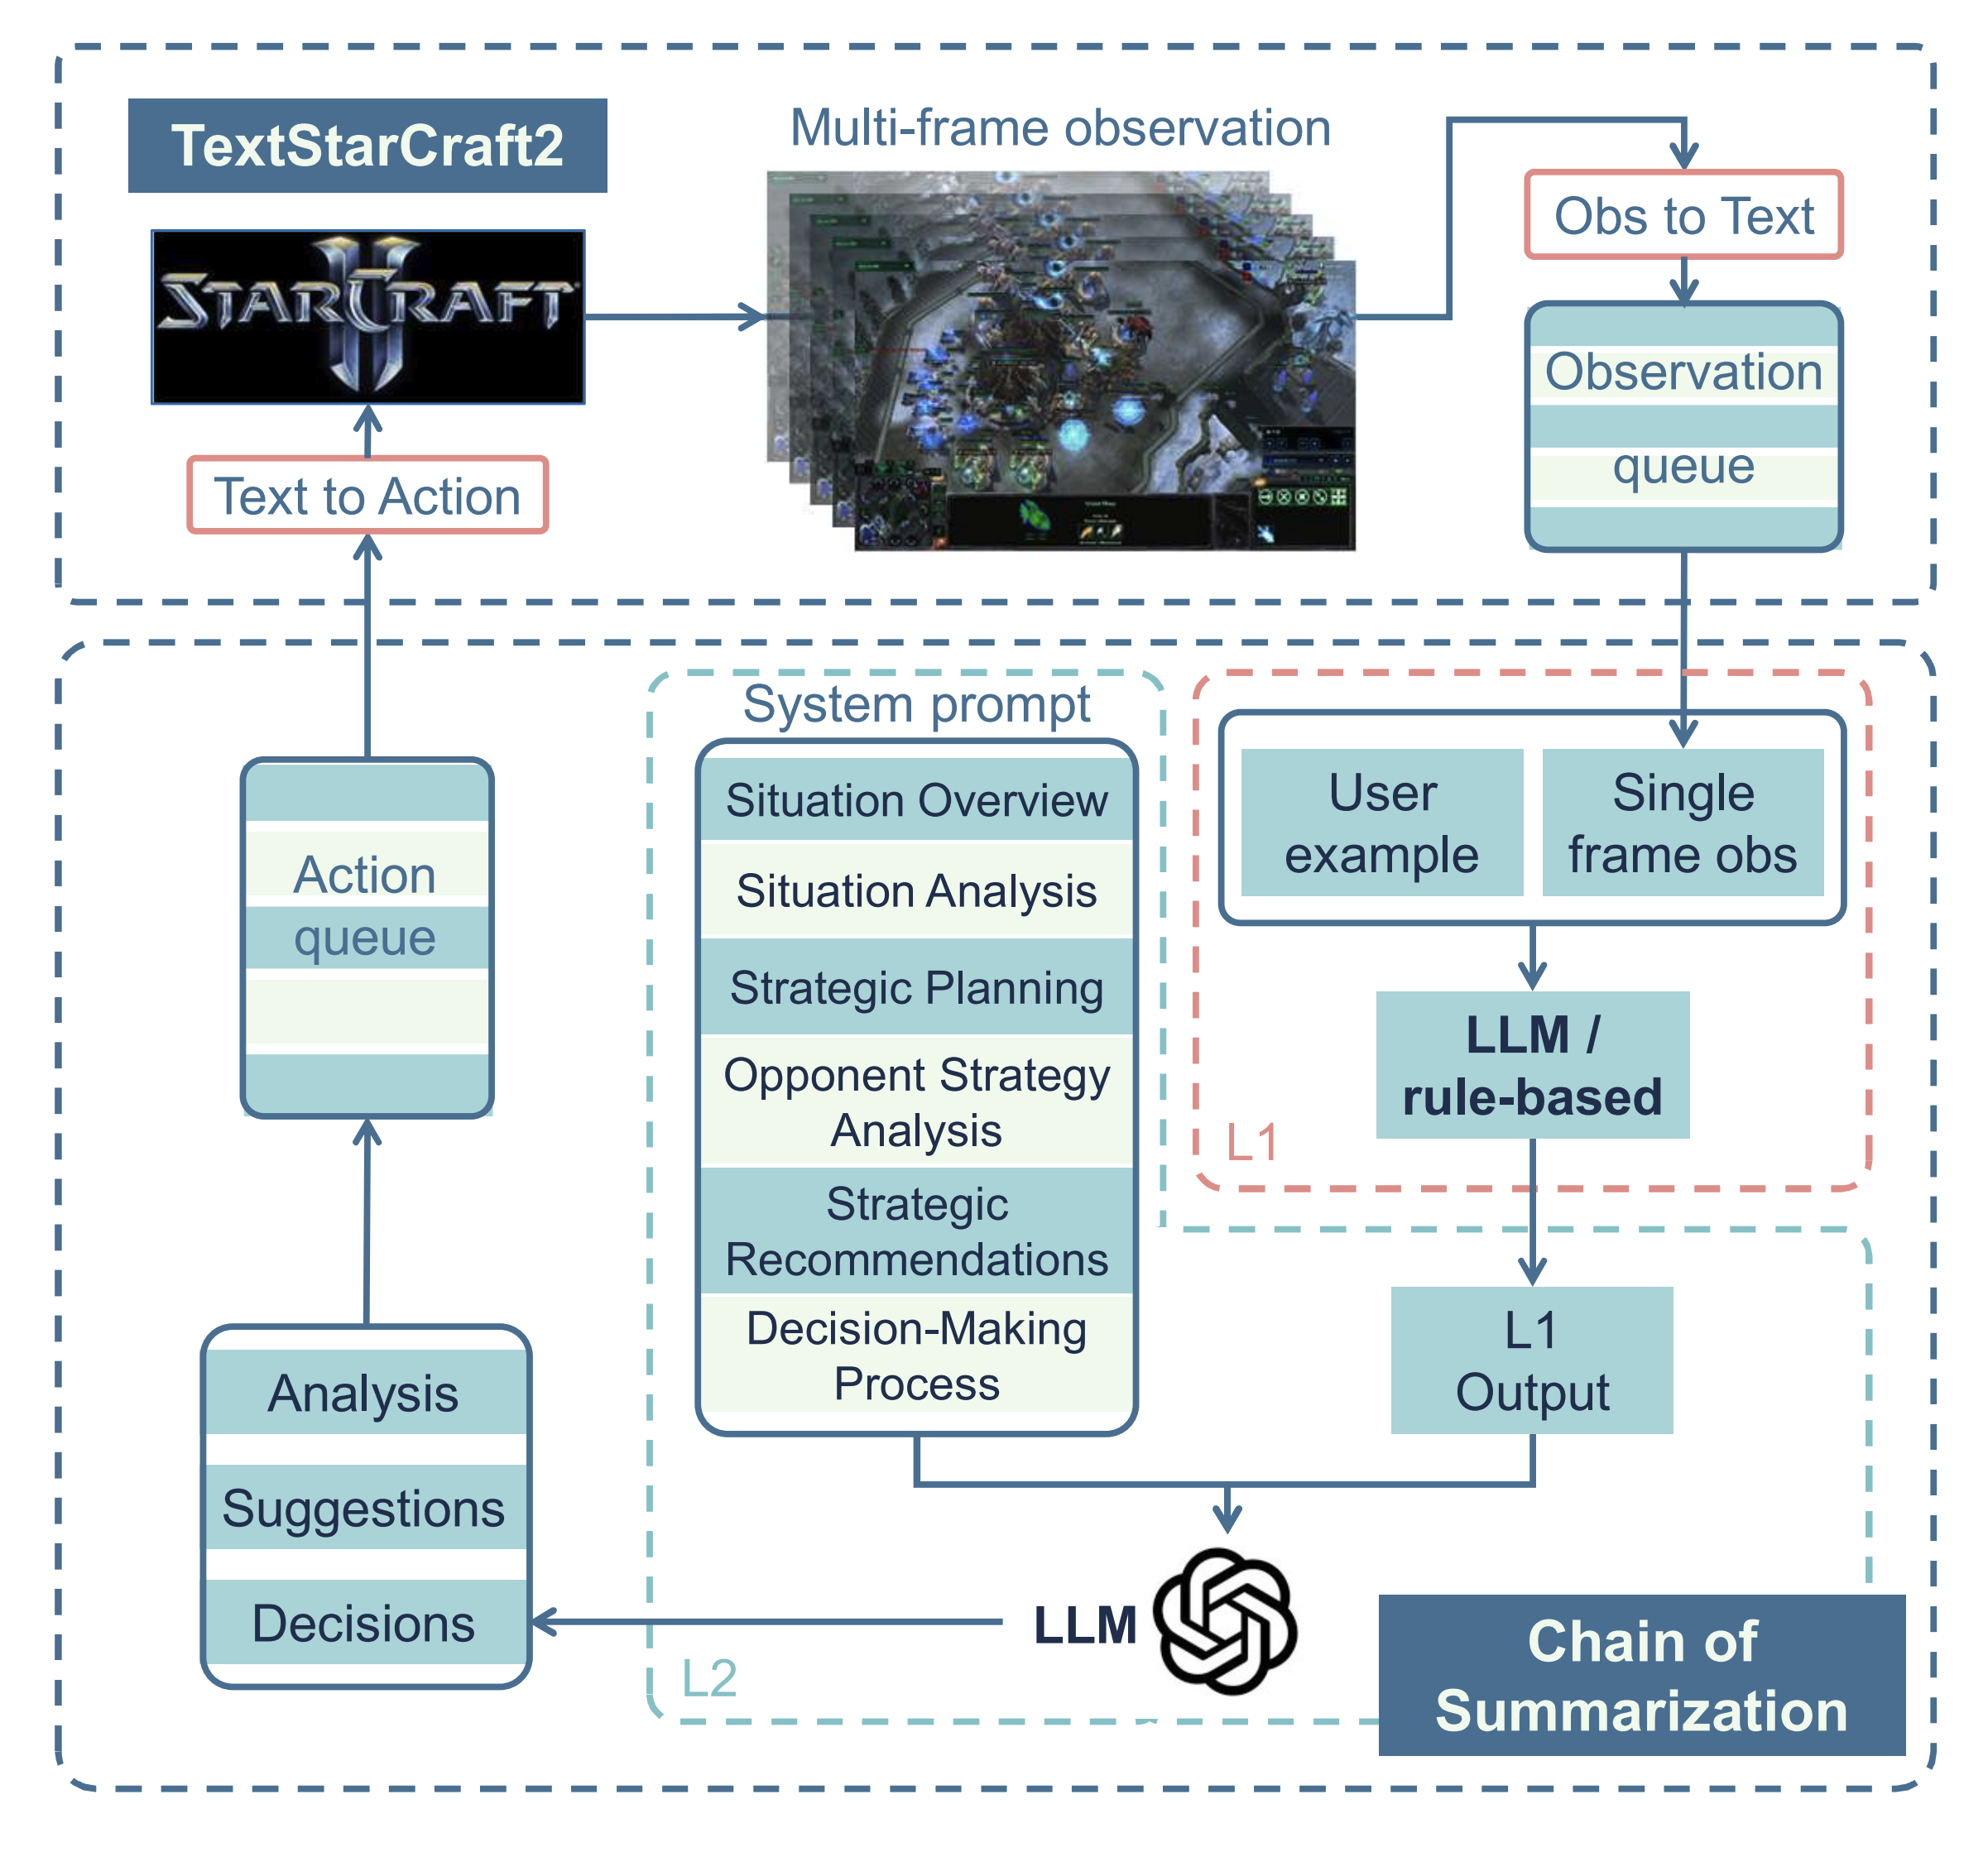 TextStarCraft2
Multi-frame observation
Obs to Text
STARCRAFT
II
Observation
queue
Text to Action
System prompt
Situation Overview
Situation Analysis
Strategic Planning
Opponent Strategy
Analysis
Strategic
Recommendations
Decision-Making
Process
User
example
Single
frame obs
LLM /
rule-based
L1
L1
Output
Action
queue
Analysis
Suggestions
Decisions
LLM
L2
Chain of
Summarization